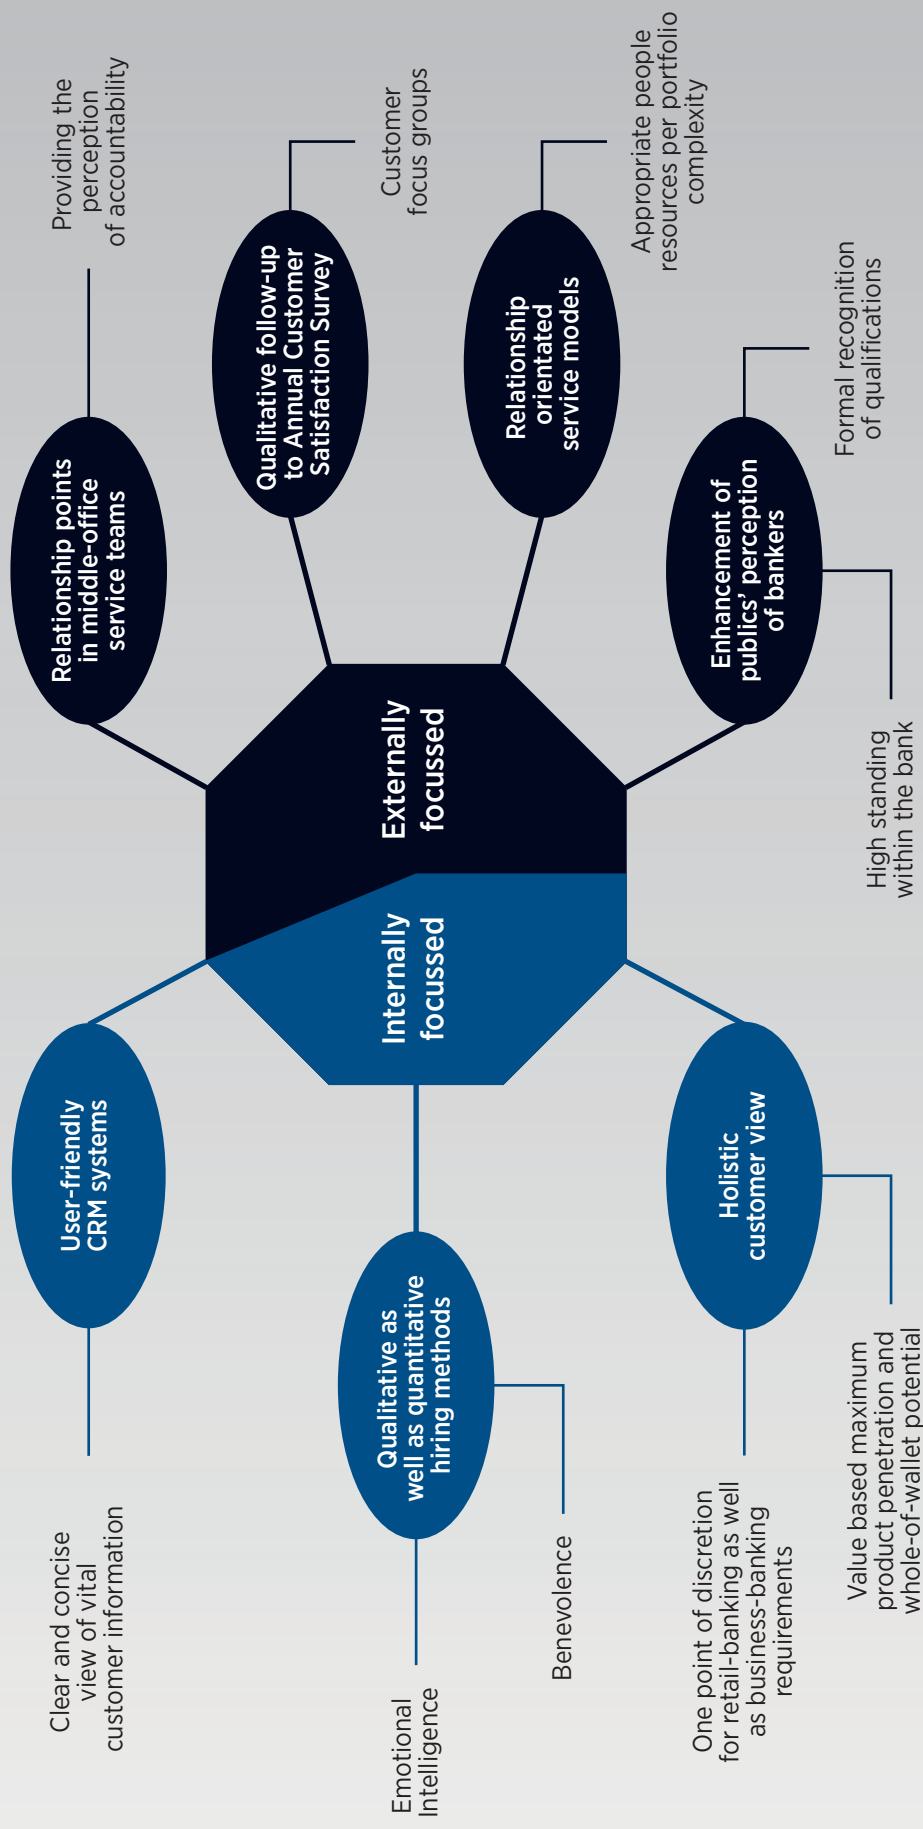 Clear and concise
view of vital
customer information
User-friendly
CRM systems
Emotional
Intelligence
Qualitative as
well as quantitative
hiring methods
Benevolence
One point of discretion
for retail-banking as well
as business-banking
requirements
Holistic
customer view
Value based maximum
product penetration and
whole-of-wallet potential
Internally
focussed
Externally
focussed
Relationship points
in middle-office
service teams
Providing the
perception
of accountability
Qualitative follow-up
to Annual Customer
Satisfaction Survey
Customer
focus groups
Relationship
orientated
service models
Appropriate people
resources per portfolio
complexity
Enhancement of
publics’ perception
of bankers
Formal recognition
of qualifications
High standing
within the bank